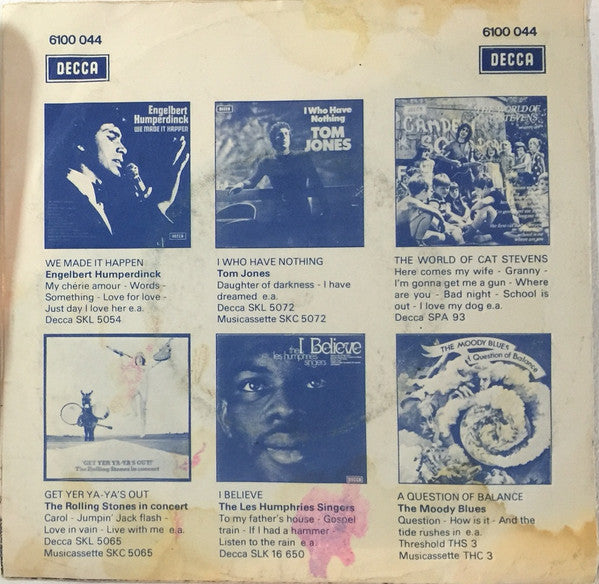 6100 044
6100 044
DECCA
DECCA
Engelbert
Humperdinck
WE MADE IT HAPPEN
I Who Have
Nothing
TOM
JONES
WE MADE IT HAPPEN
Engelbert Humperdinck
My chérie amour - Words -
Something - Love for love -
Just day I love her e.a.
Decca SKL 5054
I WHO HAVE NOTHING
Tom Jones
Daughter of darkness - I have
dreamed e.a.
Decca SKL 5072
Musicassette SKC 5072
THE WORLD OF CAT STEVENS
Here comes my wife - Granny -
I'm gonna get me a gun - Where
are you - Bad night - School is
out - I love my dog e.a.
Decca SPA 93
GET YER YA-YA'S OUT!
The Rolling Stones in concert
I Believe
the les humphries
singers
DECCA
THE MOODY BLUES
A Question of Balance
GET YER YA-YA'S OUT
The Rolling Stones in concert
Carol - Jumpin' Jack flash -
Love in vain - Live with me e.a.
Decca SKL 5065
Musicassette SKC 5065
I BELIEVE
The Les Humphries Singers
To my father's house - Gospel
train - If I had a hammer -
Listen to the rain e.a.
Decca SLK 16 650
A QUESTION OF BALANCE
The Moody Blues
Question - How is it - And the
tide rushes in e.a.
Threshold THS 3
Musicassette THC 3